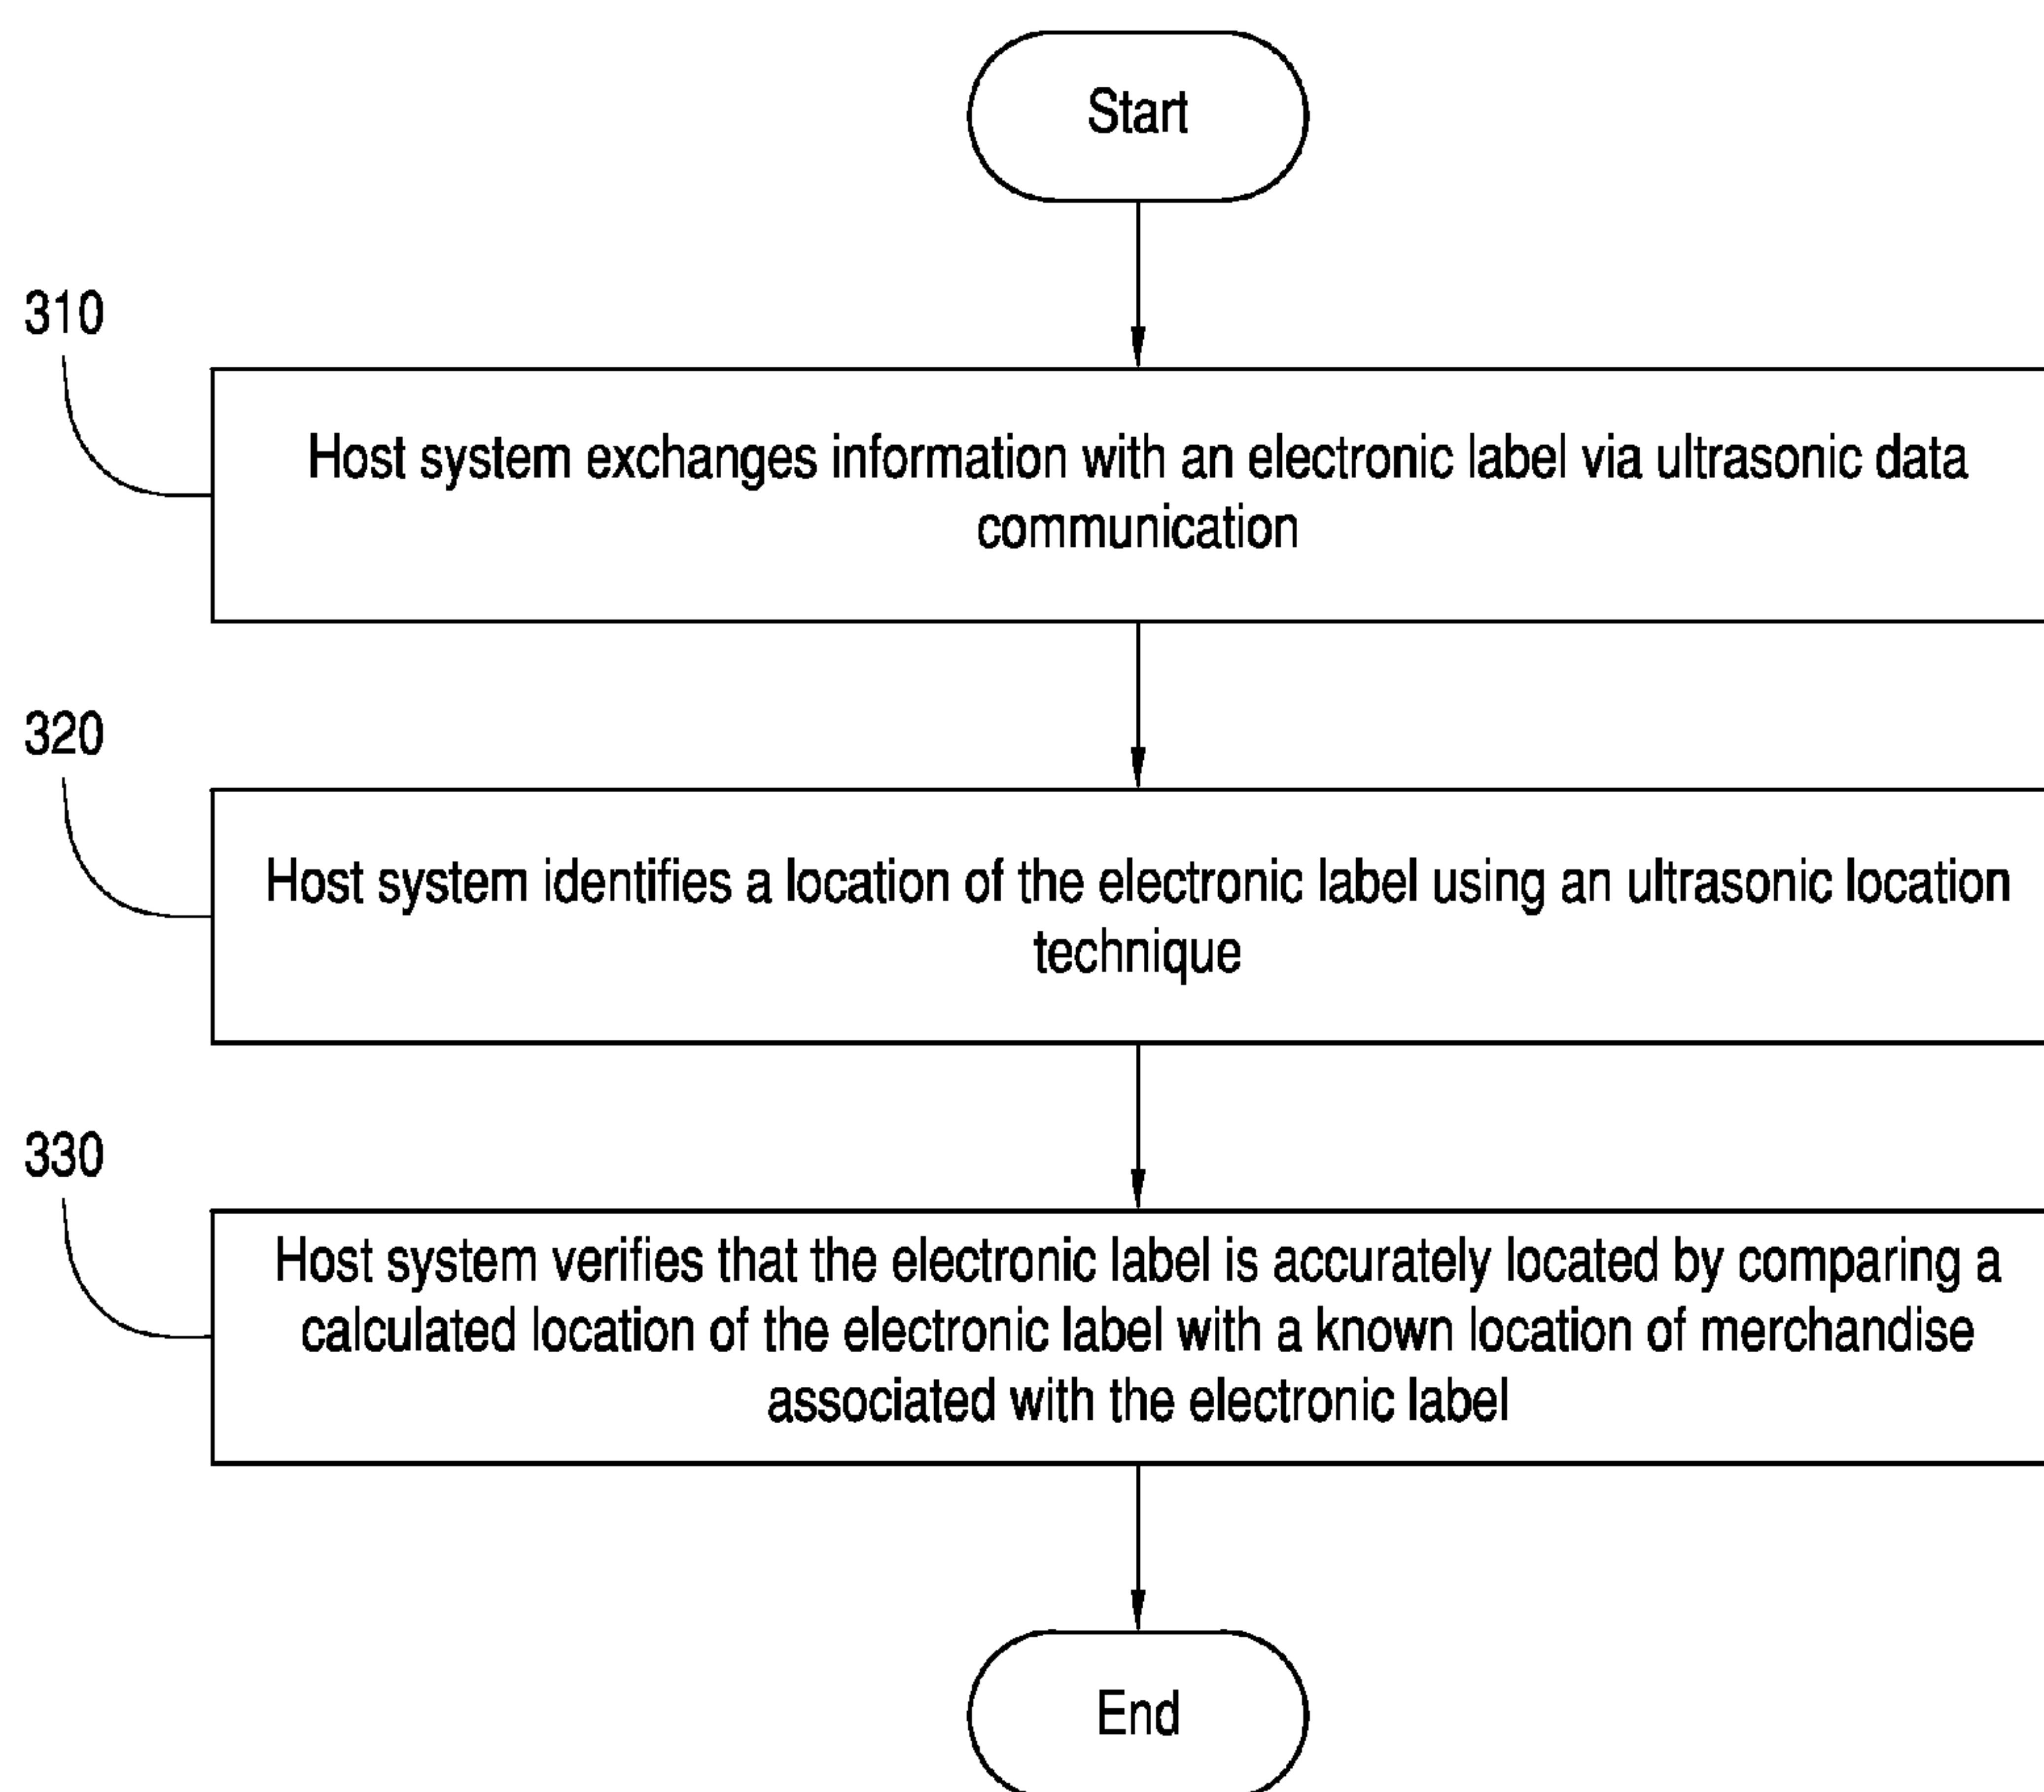 Start
310
Host system exchanges information with an electronic label via ultrasonic data
communication
320
Host system identifies a location of the electronic label using an ultrasonic location
technique
330
Host system verifies that the electronic label is accurately located by comparing a
calculated location of the electronic label with a known location of merchandise
associated with the electronic label
End